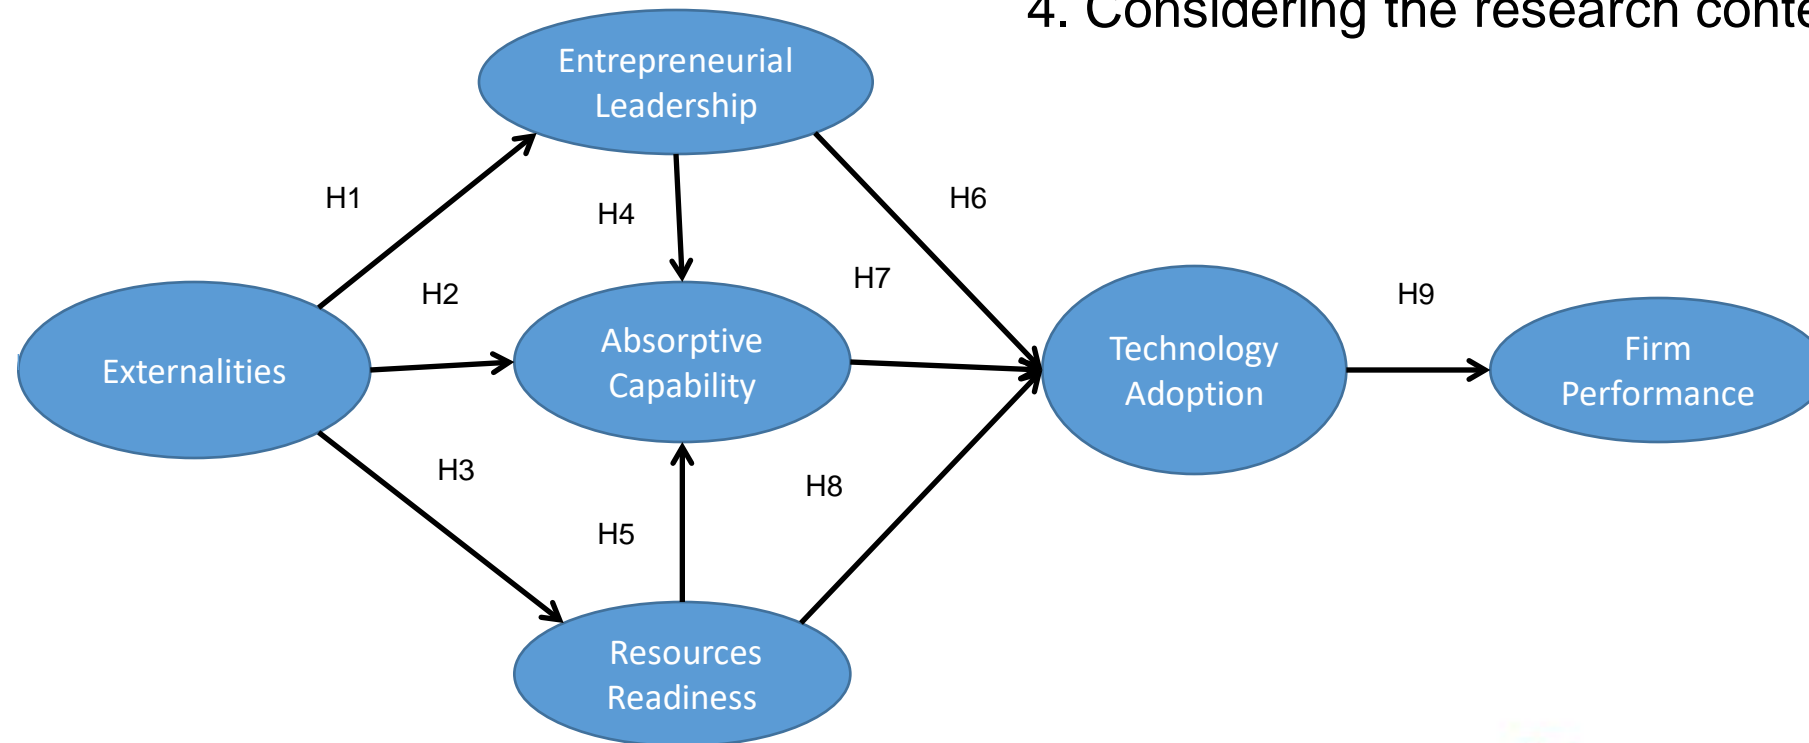 4. Considering the research conte
Entrepreneurial
Leadership
H1
H4
H6
H2
H7
H9
Externalities
Absorptive
Capability
Technology
Adoption
Firm
Performance
H3
H8
H5
Resources
Readiness